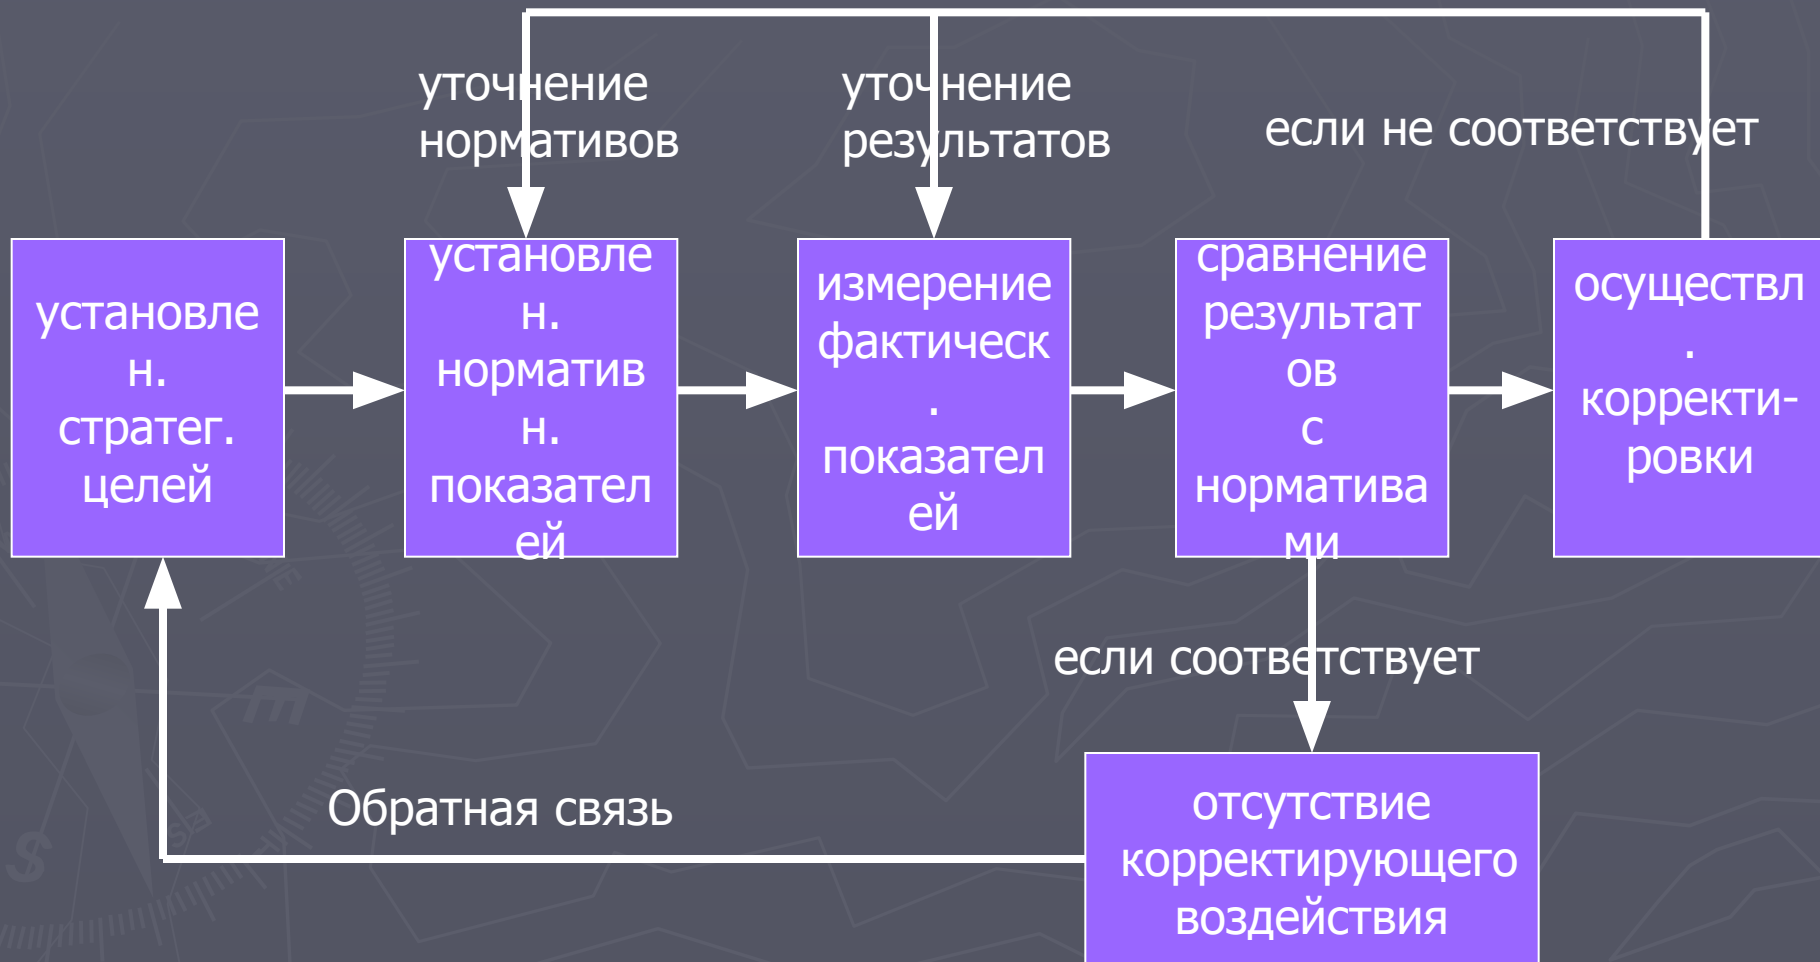 уточнение
нормативов
уточнение
результатов
если не соответствует
установле
н.
стратег.
целей
установле
н.
норматив
н.
показател
ей
измерение
фактическ
.
показател
ей
сравнение
результат
ов
с
норматива
ми
осуществл
.
корректи-
ровки
если соответствует
Обратная связь
отсутствие
корректирующего
воздействия
S
E